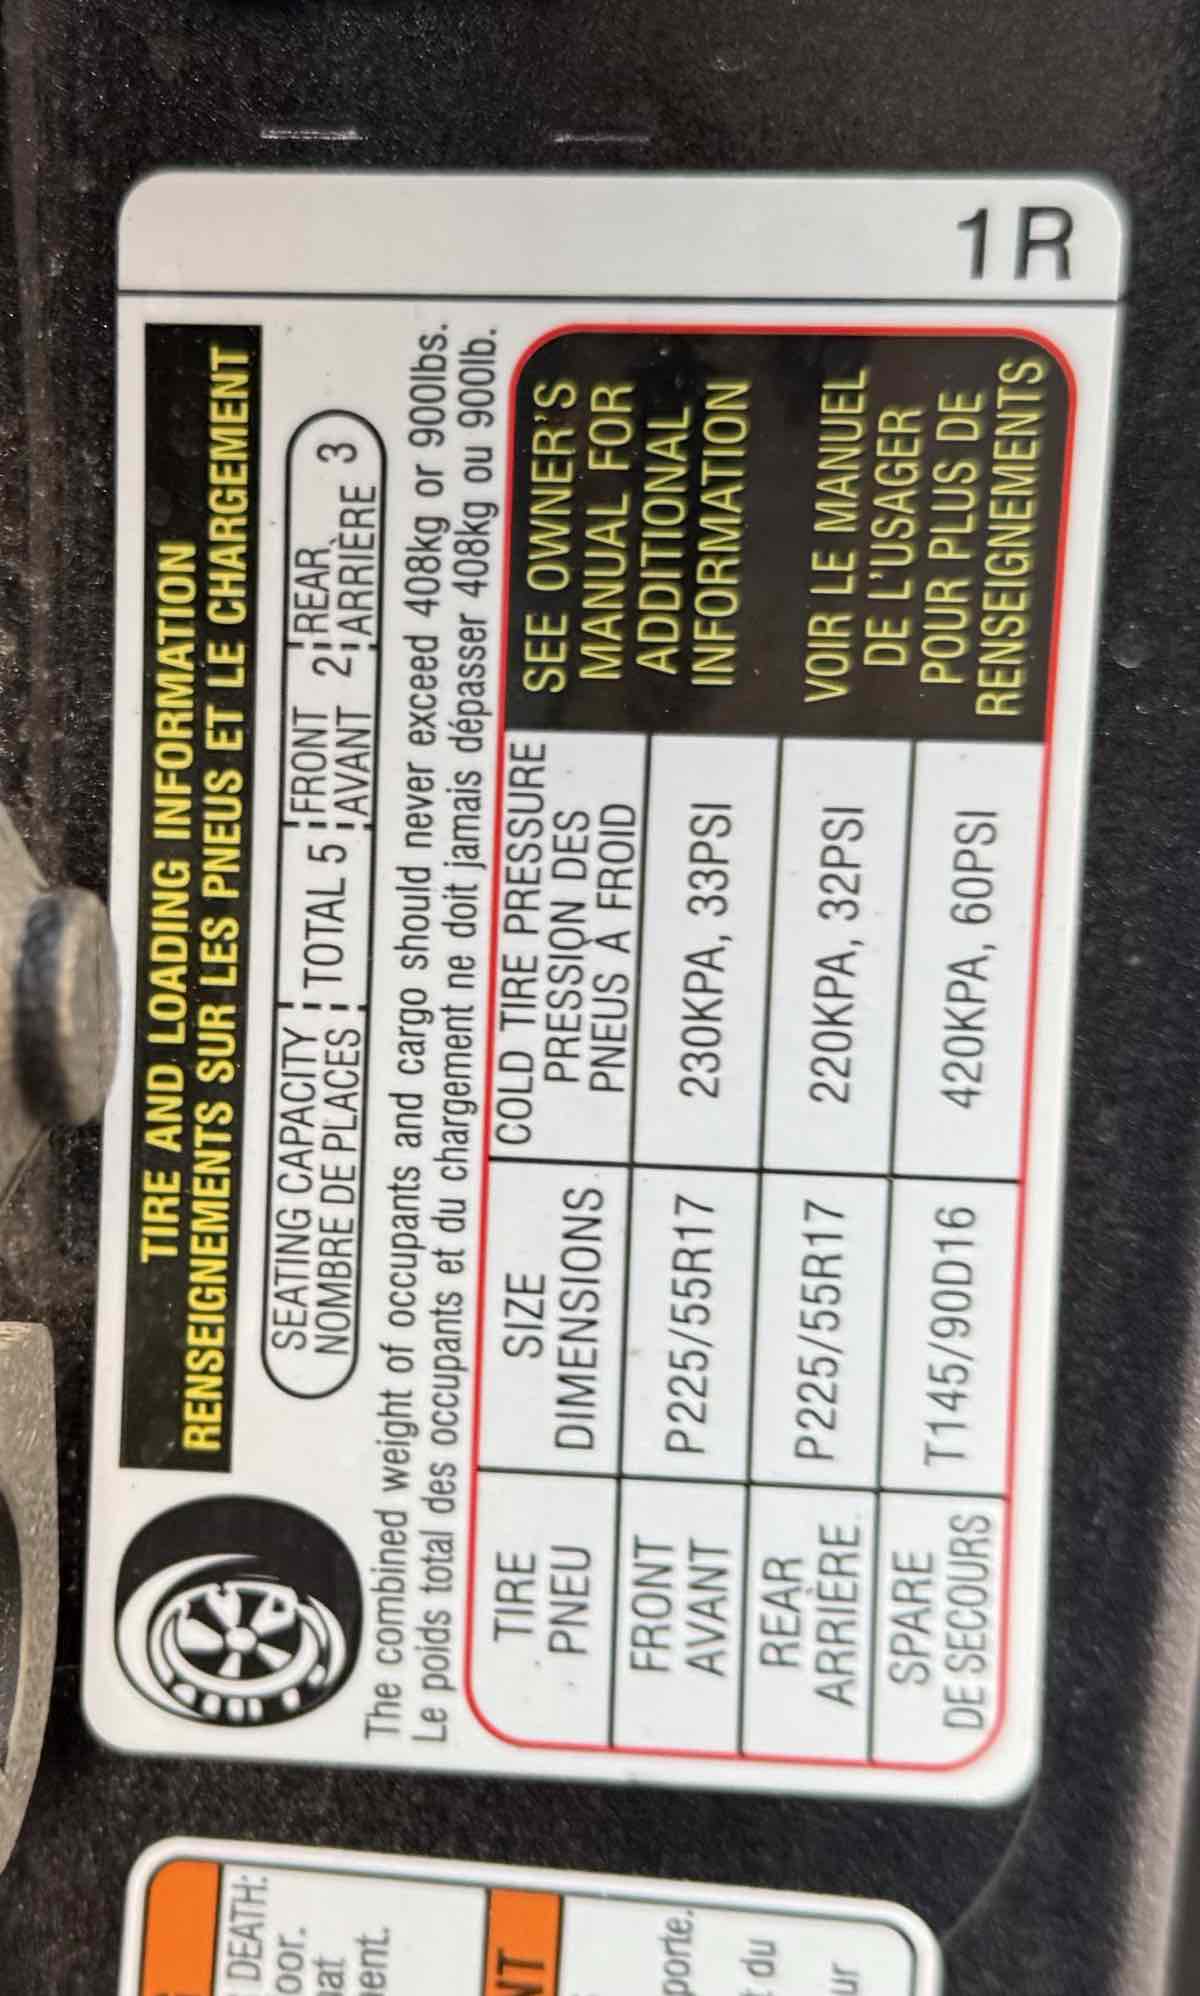 1R
TIRE AND LOADING INFORMATION
RENSEIGNEMENTS SUR LES PNEUS ET LE CHARGEMENT
SEATING CAPACITY TOTAL 5 FRONT 2 REAR 3
NOMBRE DE PLACES AVANT ARRIÈRE
The combined weight of occupants and cargo should never exceed 408kg or 900lbs.
Le poids total des occupants et du chargement ne doit jamais dépasser 408kg ou 900lb.
TIRE
PNEU
SIZE
DIMENSIONS
COLD TIRE PRESSURE
PRESSION DES
PNEUS À FROID
FRONT
AVANT
P225/55R17
230KPA, 33PSI
REAR
ARRIÈRE
P225/55R17
220KPA, 32PSI
SPARE
DE SECOURS
T145/90D16
420KPA, 60PSI
SEE OWNER'S
MANUAL FOR
ADDITIONAL
INFORMATION
VOIR LE MANUEL
DE L'USAGER
POUR PLUS DE
RENSEIGNEMENTS
DEATH:
porte.
du